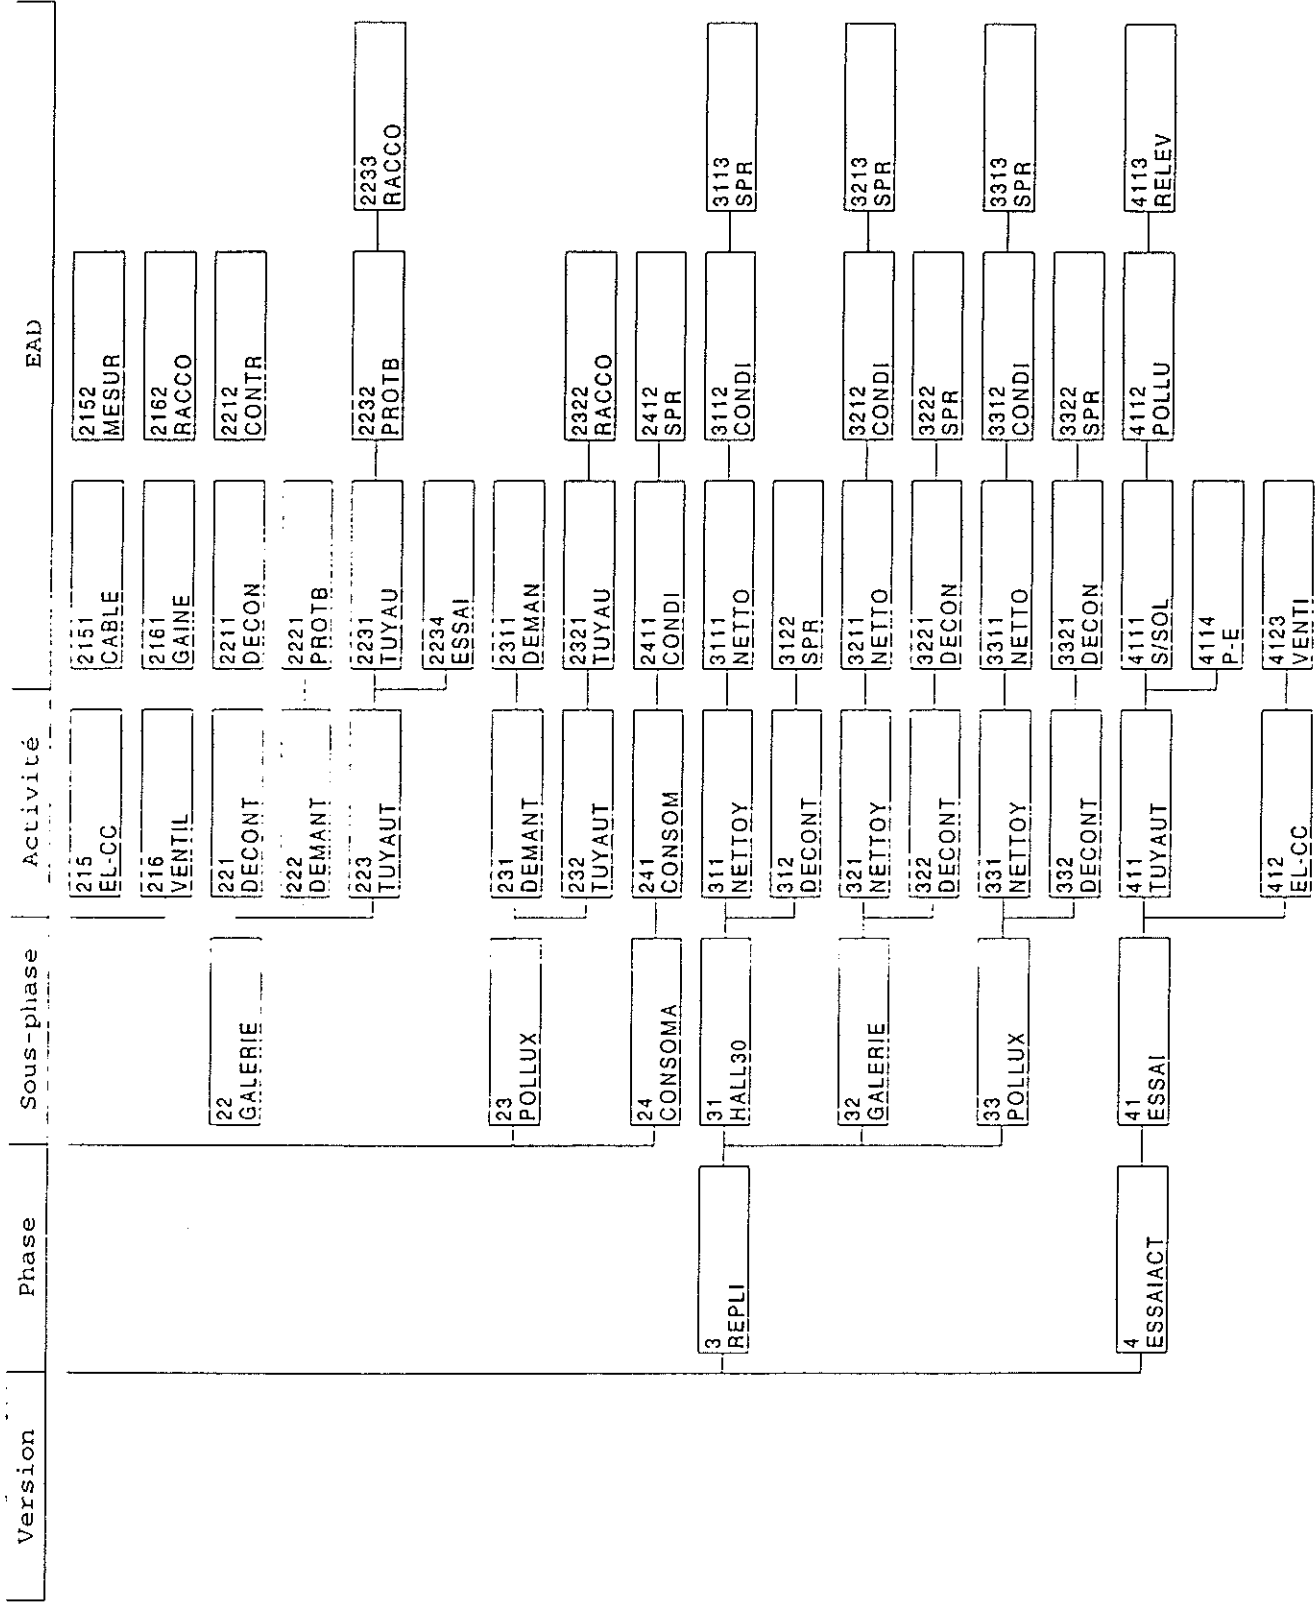 Version
Phase
Sous-phase
Activité
EAD
215
EL-CC
2151
CABLE
2152
MESUR
216
VENTIL
2161
GAINE
2162
RACCO
22
GALERIE
221
DECONT
2211
DECON
2212
CONTR
222
DEMANT
2221
PROTB
223
TUYAUT
2231
TUYAU
2232
PROTB
2233
RACCO
2234
ESSAI
23
POLLUX
231
DEMANT
2311
DEMAN
232
TUYAUT
2321
TUYAU
2322
RACCO
24
CONSOMA
241
CONSOM
2411
CONDI
2412
SPR
3
REPLI
31
HALL30
311
NETTOY
3111
NETTO
3112
CONDI
3113
SPR
312
DECONT
3122
SPR
32
GALERIE
321
NETTOY
3211
NETTO
3212
CONDI
3213
SPR
322
DECONT
3221
DECON
3222
SPR
33
POLLUX
331
NETTOY
3311
NETTO
3312
CONDI
3313
SPR
332
DECONT
3321
DECON
3322
SPR
4
ESSAIACT
41
ESSAI
411
TUYAUT
4111
S/SOL
4112
POLLU
4113
RELEV
4114
P-E
412
EL-CC
4123
VENTI